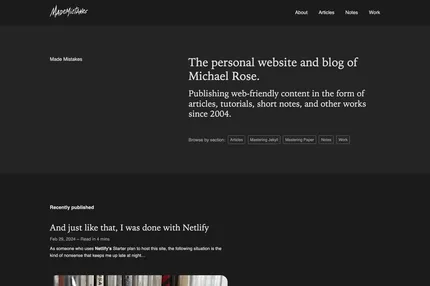 MadeMistakes
About Articles Notes Work
Made Mistakes
The personal website and blog of
Michael Rose.
Publishing web-friendly content in the form of
articles, tutorials, short notes, and other works
since 2004.
Browse by section: Articles Mastering Jekyll Mastering Paper Notes Work
Recently published
And just like that, I was done with Netlify
Feb 29, 2024 – Read in 4 mins
As someone who uses Netlify's Starter plan to host this site, the following situation is the
kind of nonsense that keeps me up late at night…